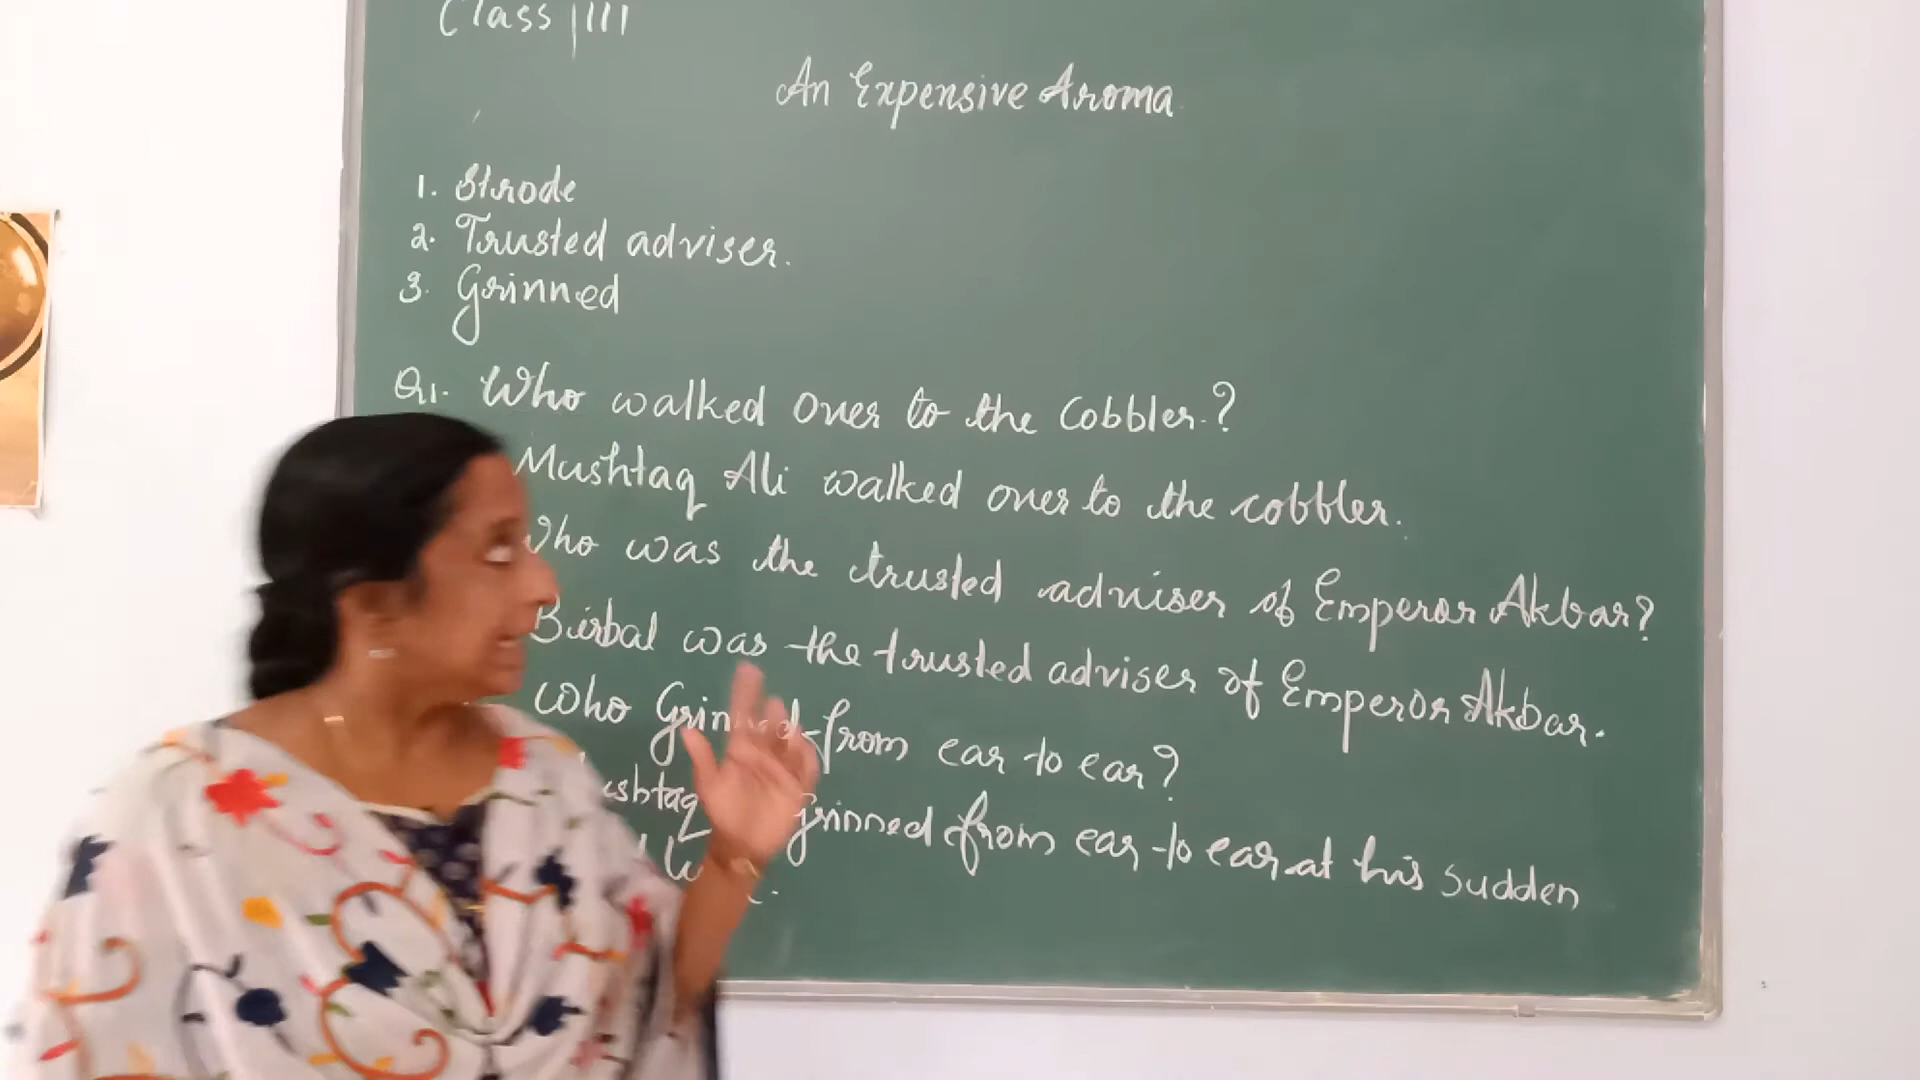 Class III
An Expensive Aroma
1. Strode
2. Trusted adviser.
3. Grinned
Q1. Who walked over to the Cobbler.?
Mushtaq Ali walked over to the cobbler.
Who was the trusted adviser of Emperor Akbar?
Birbal was the trusted adviser of Emperor Akbar.
Who Grinned from ear to ear?
grinned from ear to ear at his sudden